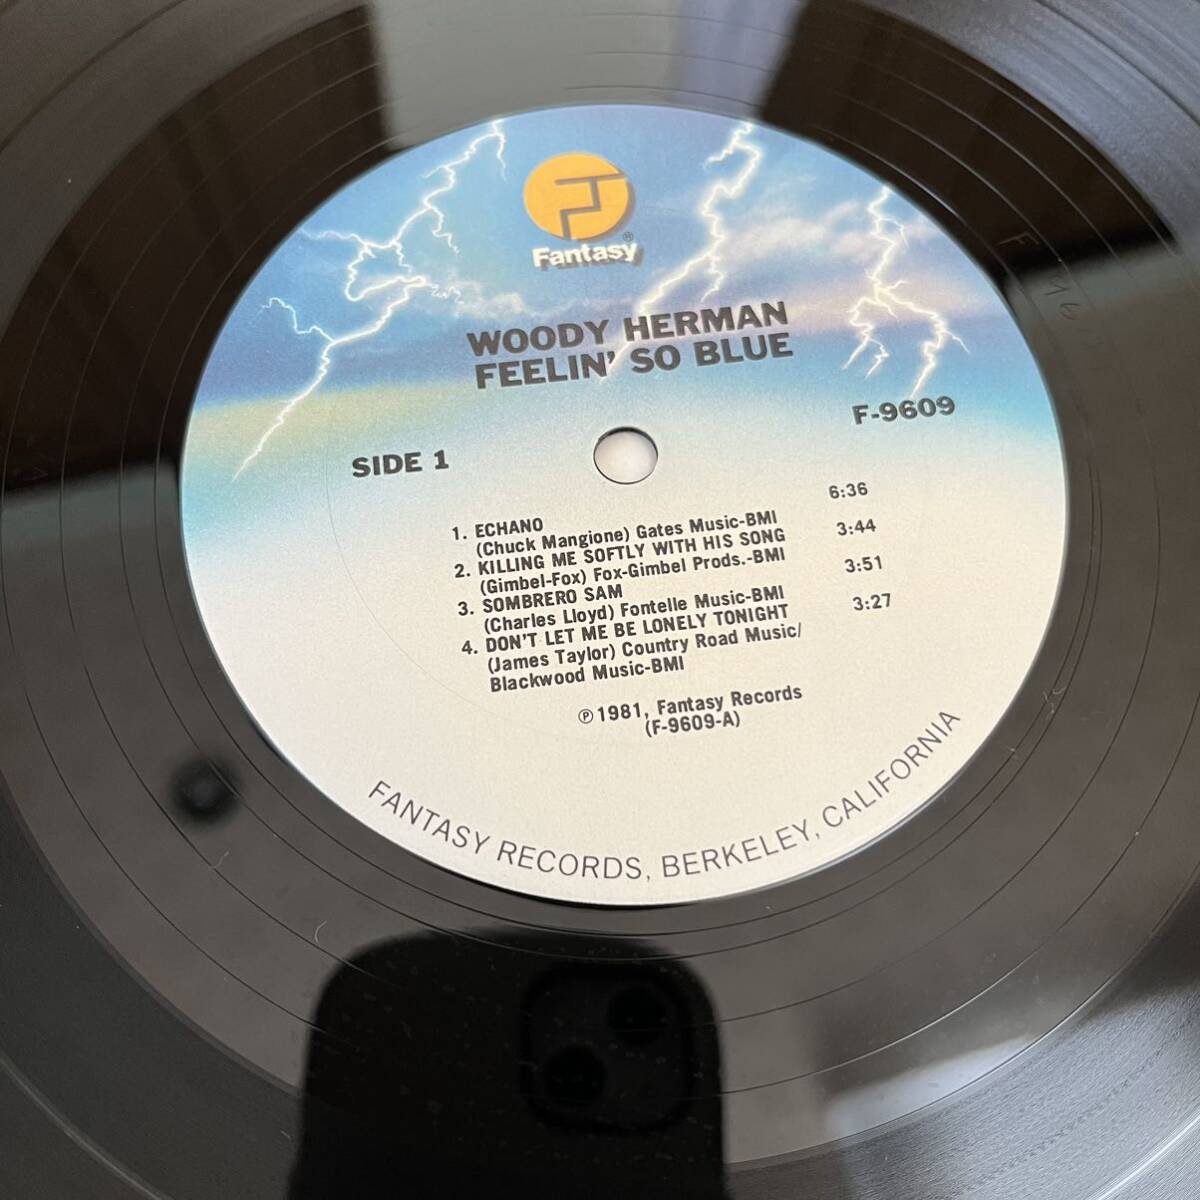 Fantasy®
WOODY HERMAN
FEELIN' SO BLUE
F-9609
SIDE 1
1. ECHANO 6:36
(Chuck Mangione) Gates Music-BMI
2. KILLING ME SOFTLY WITH HIS SONG 3:44
(Gimbel-Fox) Fox-Gimbel Prods.-BMI
3. SOMBRERO SAM 3:51
(Charles Lloyd) Fontelle Music-BMI
4. DON'T LET ME BE LONELY TONIGHT 3:27
(James Taylor) Country Road Music/
Blackwood Music-BMI
℗1981, Fantasy Records
(F-9609-A)
FANTASY RECORDS, BERKELEY, CALIFORNIA